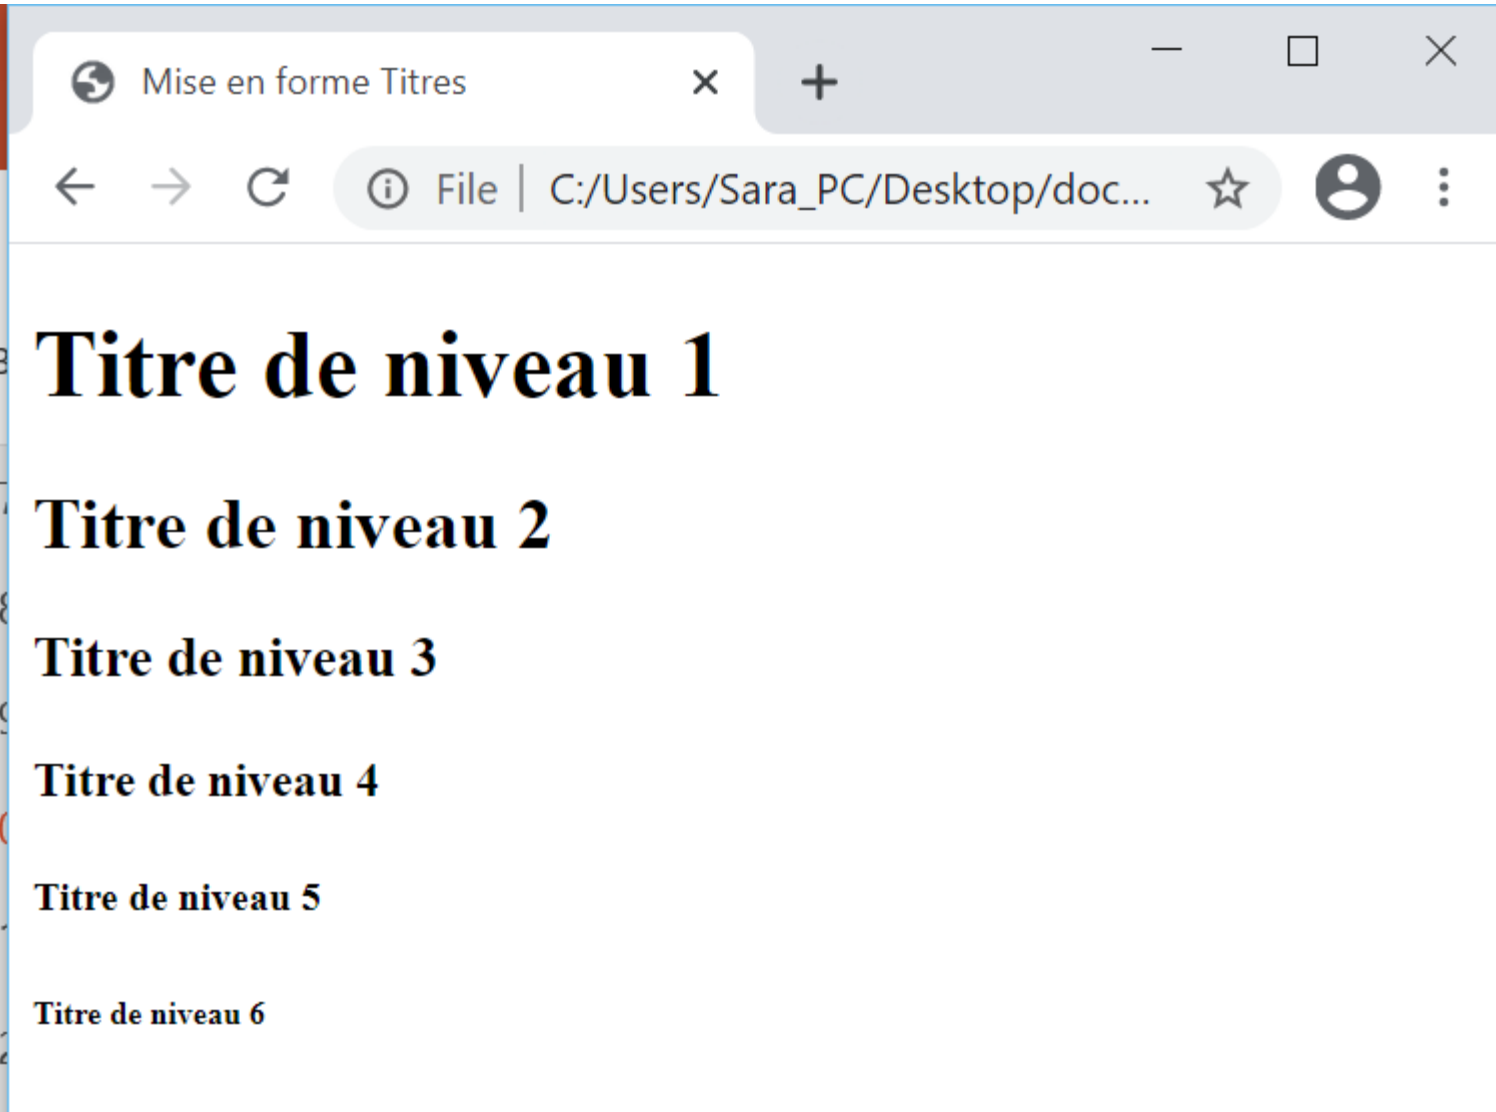 Mise en forme Titres
File | C:/Users/Sara_PC/Desktop/doc...
Titre de niveau 1
Titre de niveau 2
Titre de niveau 3
Titre de niveau 4
Titre de niveau 5
Titre de niveau 6